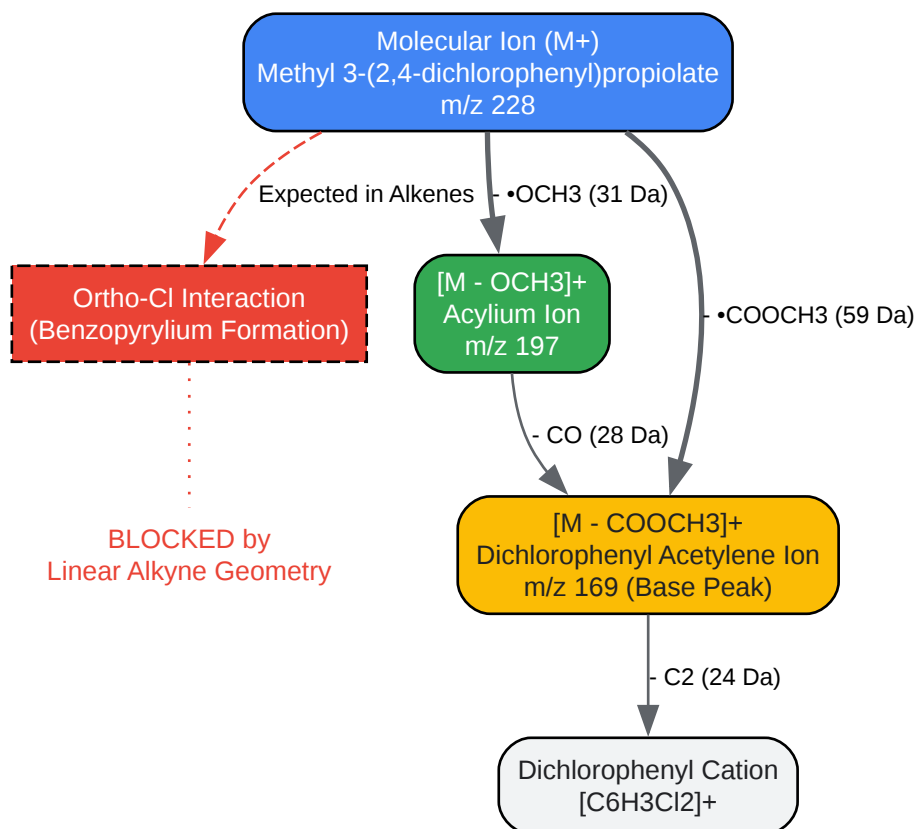 Molecular Ion (M+)
Methyl 3-(2,4-dichlorophenyl)propiolate
m/z 228
Expected in Alkenes
- •OCH3 (31 Da)
Ortho-Cl Interaction
(Benzopyrylium Formation)
[M - OCH3]+
Acylium Ion
m/z 197
- •COOCH3 (59 Da)
- CO (28 Da)
BLOCKED by
Linear Alkyne Geometry
[M - COOCH3]+
Dichlorophenyl Acetylene Ion
m/z 169 (Base Peak)
- C2 (24 Da)
Dichlorophenyl Cation
[C6H3Cl2]+